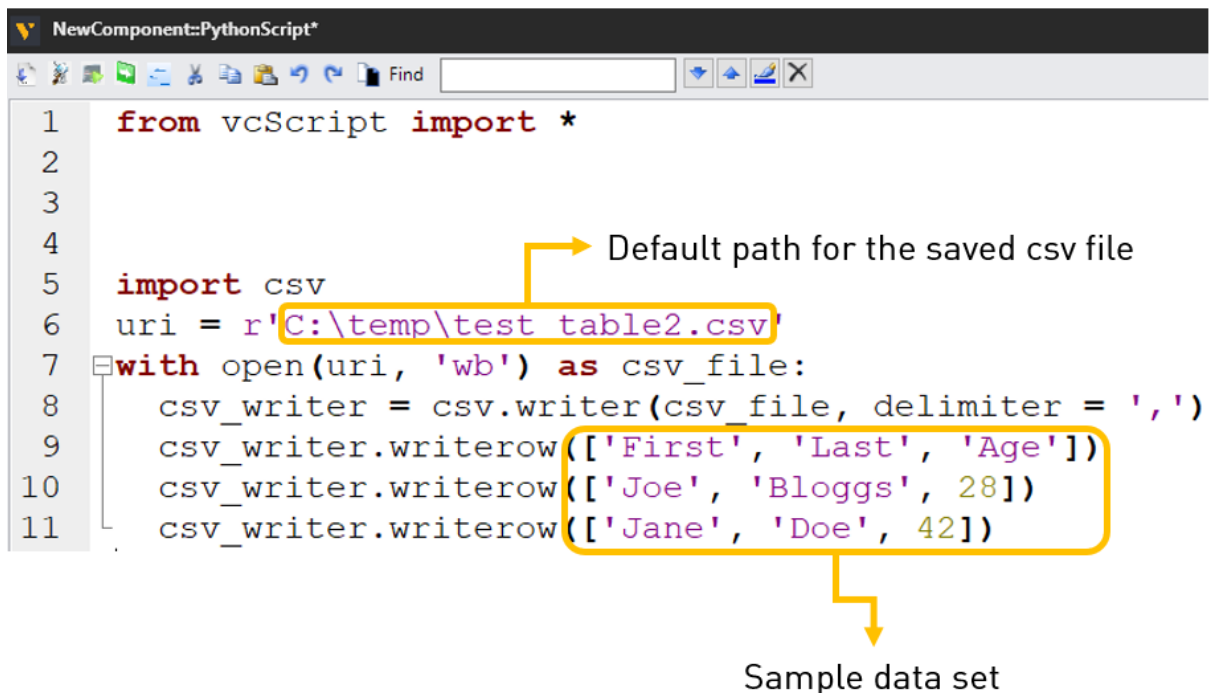 NewComponent::PythonScript*
Find
1 from vcScript import *
2
3
4
Default path for the saved csv file
5 import csv
6 uri = r'C:\temp\test_table2.csv'
7 with open(uri, 'wb') as csv_file:
8 csv_writer = csv.writer(csv_file, delimiter = ',')
9 csv_writer.writerow(['First', 'Last', 'Age'])
10 csv_writer.writerow(['Joe', 'Bloggs', 28])
11 csv_writer.writerow(['Jane', 'Doe', 42])
Sample data set